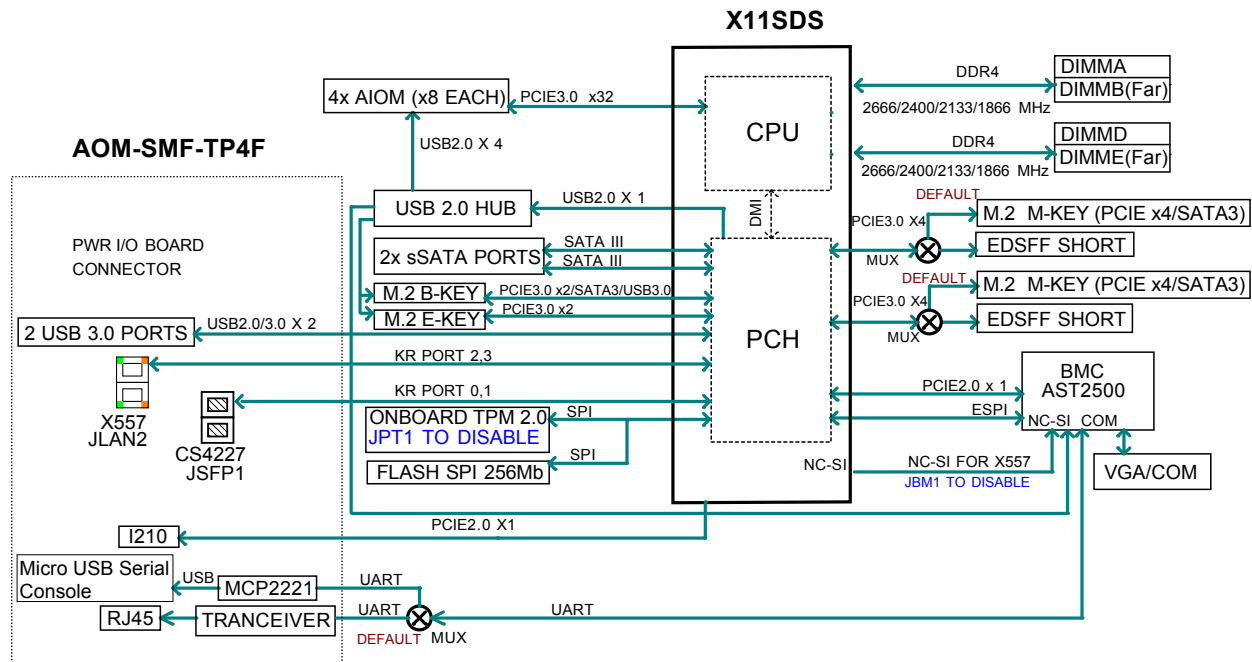 X11SDS
4x AIOM (x8 EACH)
PCIE3.0 x32
CPU
DDR4
2666/2400/2133/1866 MHz
DIMMA
DIMMB(Far)
DDR4
2666/2400/2133/1866 MHz
DIMMD
DIMME(Far)
USB2.0 X 4
AOM-SMF-TP4F
PWR I/O BOARD
CONNECTOR
USB 2.0 HUB
USB2.0 X 1
DMI
DEFAULT
PCIE3.0 X4
MUX
M.2 M-KEY (PCIE x4/SATA3)
EDSFF SHORT
2x sSATA PORTS
SATA III
SATA III
DEFAULT
PCIE3.0 X4
MUX
M.2 M-KEY (PCIE x4/SATA3)
EDSFF SHORT
M.2 B-KEY
PCIE3.0 x2/SATA3/USB3.0
M.2 E-KEY
PCIE3.0 x2
PCH
2 USB 3.0 PORTS
USB2.0/3.0 X 2
KR PORT 2,3
X557
JLAN2
KR PORT 0,1
CS4227
JSFP1
PCIE2.0 x 1
ESPI
BMC
AST2500
NC-SI COM
ONBOARD TPM 2.0
JPT1 TO DISABLE
SPI
FLASH SPI 256Mb
SPI
NC-SI
NC-SI FOR X557
JBM1 TO DISABLE
VGA/COM
I210
PCIE2.0 X1
Micro USB Serial
Console
USB
MCP2221
UART
RJ45
TRANCEIVER
UART
DEFAULT
MUX
UART